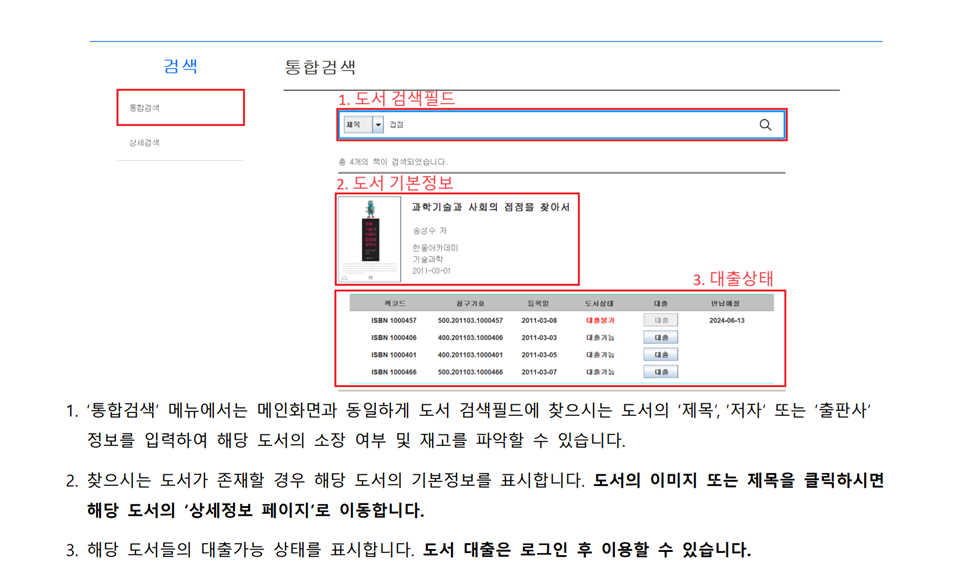 검색
통합검색
통합검색
상세검색
1. 도서 검색필드
제목 접점
총 4개의 책이 검색되었습니다.
2. 도서 기본정보
과학기술과 사회의 접점을 찾아서
송성수 저
한울아카데미
기술과학
2011-03-01
3. 대출상태
책코드 청구기호 등록일 도서상태 대출 반납예정
ISBN 1000457 500.201103.1000457 2011-03-08 대출불가 대출 2024-06-13
ISBN 1000406 400.201103.1000406 2011-03-03 대출가능 대출
ISBN 1000401 400.201103.1000401 2011-03-05 대출가능 대출
ISBN 1000466 500.201103.1000466 2011-03-07 대출가능 대출
1. ‘통합검색’ 메뉴에서는 메인화면과 동일하게 도서 검색필드에 찾으시는 도서의 ‘제목’, ‘저자’ 또는 ‘출판사’
정보를 입력하여 해당 도서의 소장 여부 및 재고를 파악할 수 있습니다.
2. 찾으시는 도서가 존재할 경우 해당 도서의 기본정보를 표시합니다. 도서의 이미지 또는 제목을 클릭하시면
해당 도서의 ‘상세정보 페이지’로 이동합니다.
3. 해당 도서들의 대출가능 상태를 표시합니다. 도서 대출은 로그인 후 이용할 수 있습니다.